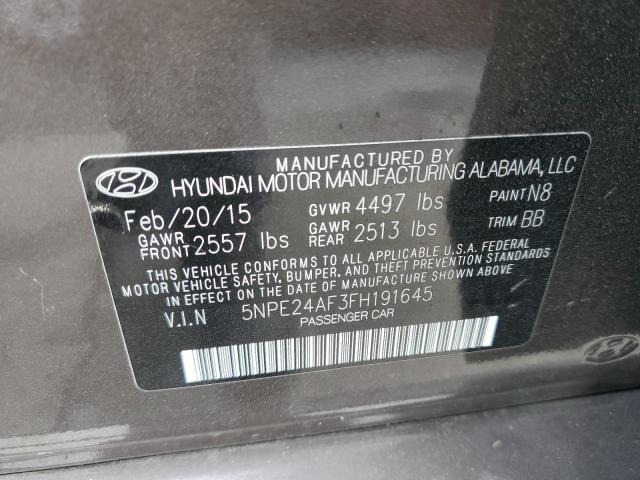 MANUFACTURED BY
HYUNDAI MOTOR MANUFACTURING ALABAMA, LLC
Feb/20/15 GVWR 4497 lbs PAINT N8
GAWR FRONT 2557 lbs GAWR REAR 2513 lbs TRIM BB
THIS VEHICLE CONFORMS TO ALL APPLICABLE U.S.A. FEDERAL
MOTOR VEHICLE SAFETY, BUMPER, AND THEFT PREVENTION STANDARDS
IN EFFECT ON THE DATE OF MANUFACTURE SHOWN ABOVE.
V.I.N 5NPE24AF3FH191645
PASSENGER CAR